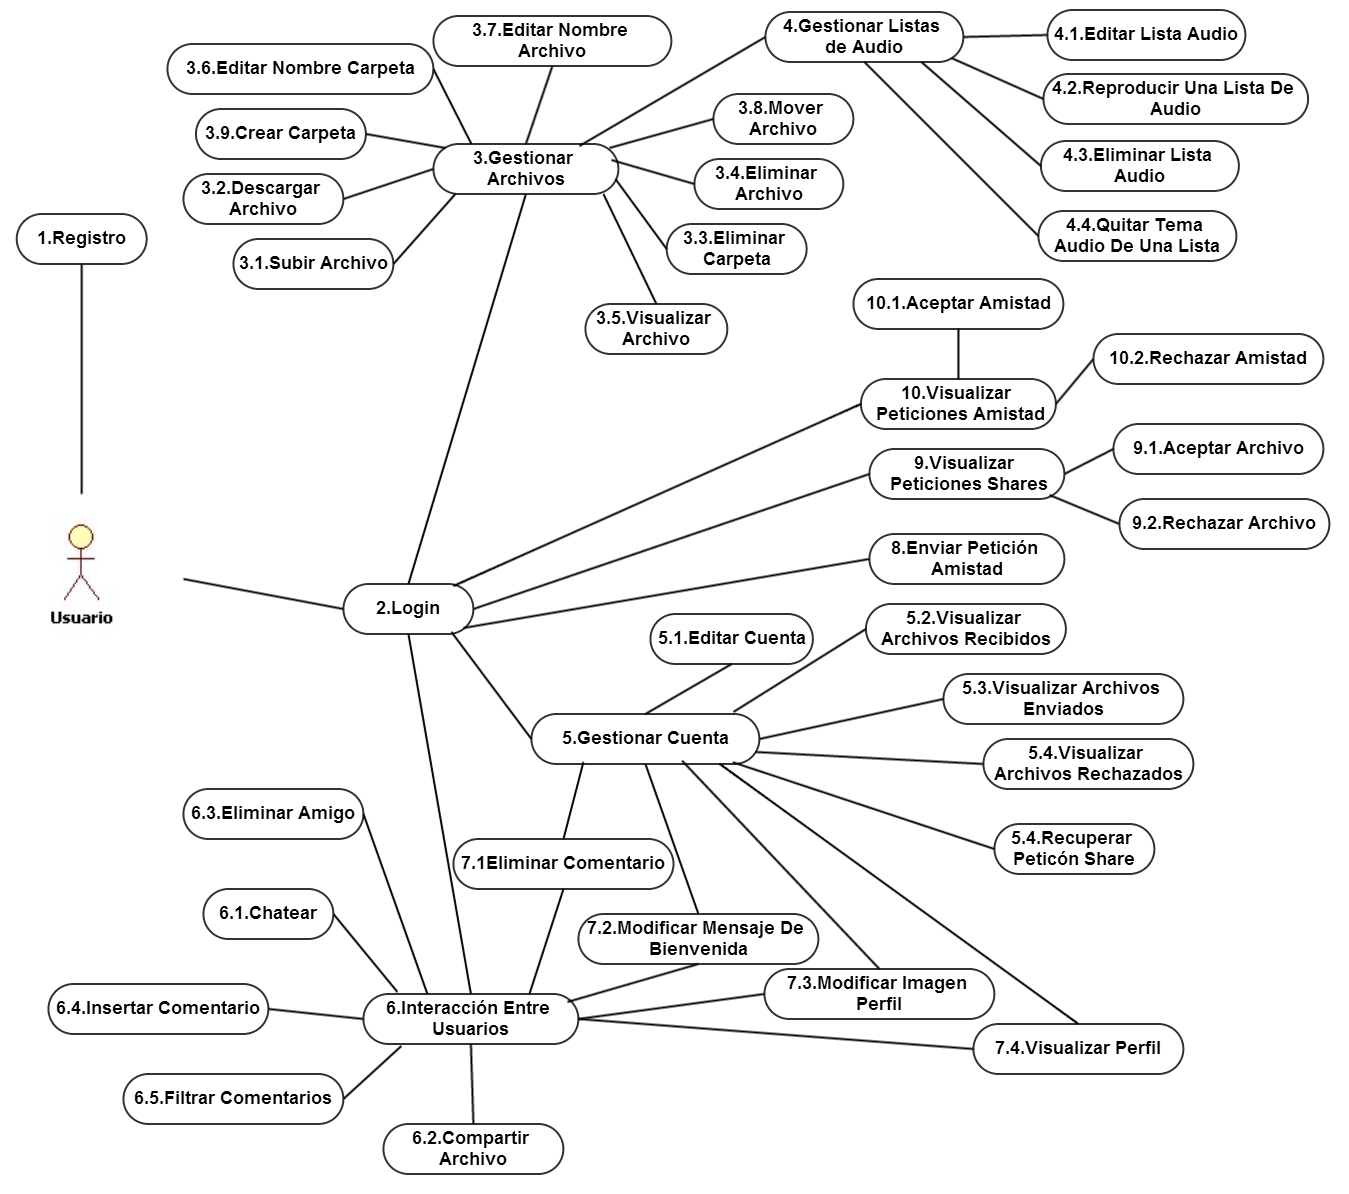 3.7.Editar Nombre
Archivo
4.Gestionar Listas
de Audio
4.1.Editar Lista Audio
3.6.Editar Nombre Carpeta
4.2.Reproducir Una Lista De
Audio
3.9.Crear Carpeta
3.8.Mover
Archivo
3.Gestionar
Archivos
4.3.Eliminar Lista
Audio
3.2.Descargar
Archivo
3.4.Eliminar
Archivo
1.Registro
3.1.Subir Archivo
3.3.Eliminar
Carpeta
4.4.Quitar Tema
Audio De Una Lista
3.5.Visualizar
Archivo
10.1.Aceptar Amistad
10.2.Rechazar Amistad
10.Visualizar
Peticiones Amistad
9.Visualizar
Peticiones Shares
9.1.Aceptar Archivo
9.2.Rechazar Archivo
8.Enviar Petición
Amistad
Usuario
2.Login
5.1.Editar Cuenta
5.2.Visualizar
Archivos Recibidos
5.3.Visualizar Archivos
Enviados
5.Gestionar Cuenta
5.4.Visualizar
Archivos Rechazados
6.3.Eliminar Amigo
7.1Eliminar Comentario
5.4.Recuperar
Peticón Share
6.1.Chatear
7.2.Modificar Mensaje De
Bienvenida
6.4.Insertar Comentario
6.Interacción Entre
Usuarios
7.3.Modificar Imagen
Perfil
7.4.Visualizar Perfil
6.5.Filtrar Comentarios
6.2.Compartir
Archivo